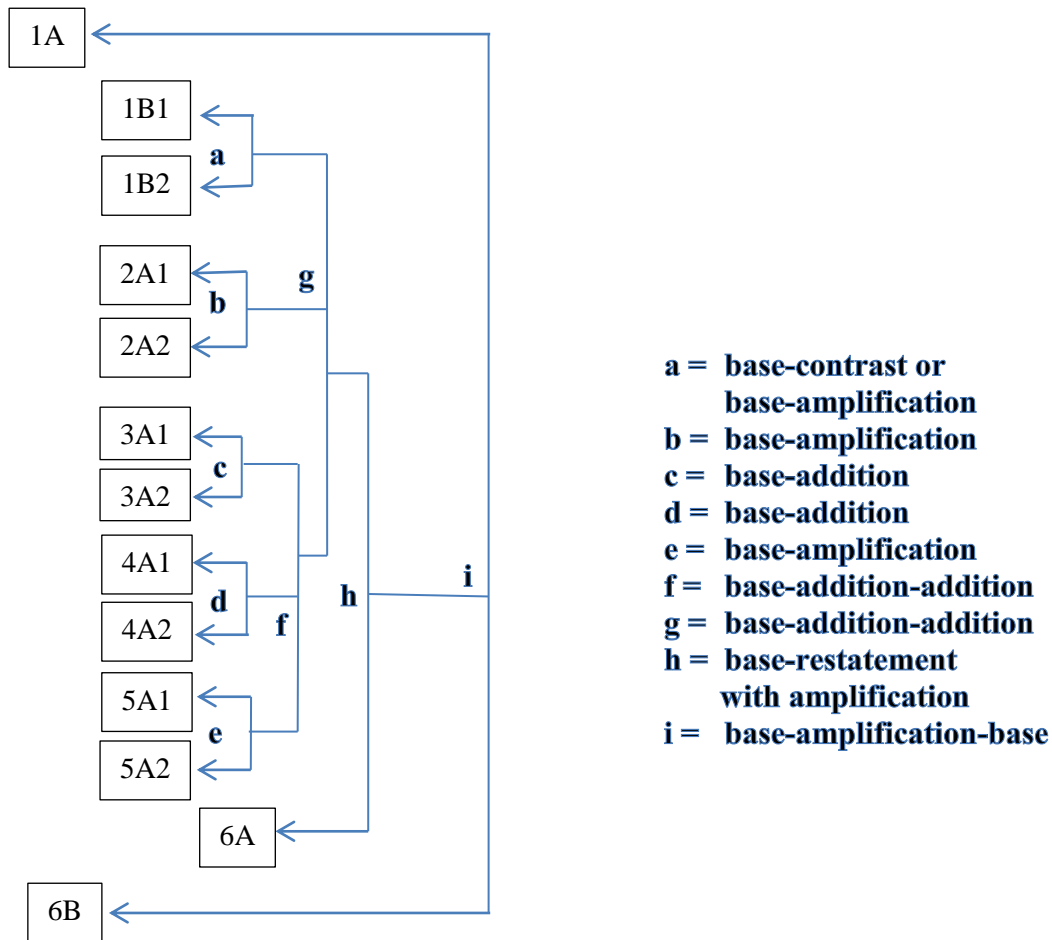 1A
1B1
a
1B2
2A1
g
b
2A2
3A1
c
3A2
4A1
i
d
h
f
4A2
5A1
e
5A2
6A
6B
a = base-contrast or
base-amplification
b = base-amplification
c = base-addition
d = base-addition
e = base-amplification
f = base-addition-addition
g = base-addition-addition
h = base-restatement
with amplification
i = base-amplification-base